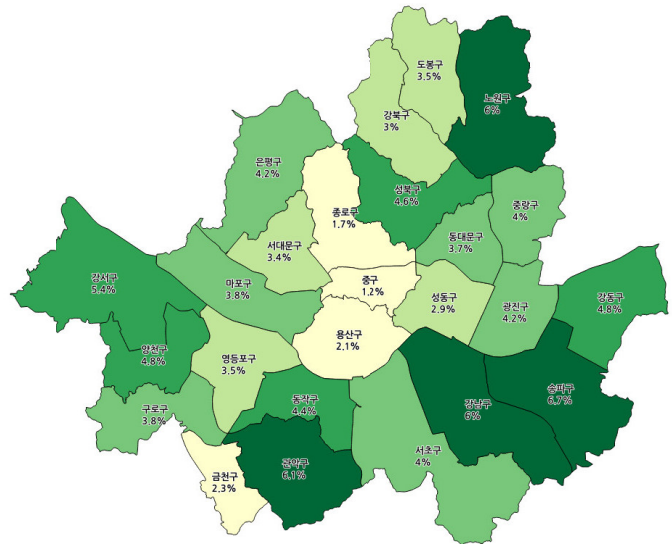 도봉구
3.5%
노원구
6%
강북구
3%
은평구
4.2%
성북구
4.6%
중랑구
4%
종로구
1.7%
동대문구
3.7%
서대문구
3.4%
강서구
5.4%
마포구
3.8%
중구
1.2%
성동구
2.9%
광진구
4.2%
강동구
4.8%
양천구
4.8%
영등포구
3.5%
용산구
2.1%
송파구
6.7%
구로구
3.8%
동작구
4.4%
강남구
6%
서초구
4%
금천구
2.3%
관악구
6.1%